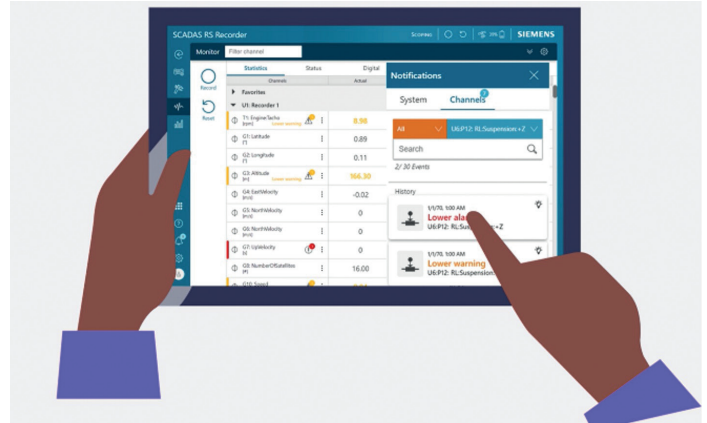 SCADAS RS Recorder
SIEMENS
Monitor
Filter channel
Statistics Status Digital
Channels Actual
Record
Reset
Favorites
U1: Recorder 1
T1: EngineTacho
Lower warning
8.98
G1: Latitude
0.89
G2: Longitude
0.11
G3: Altitude
Lower warning
166.30
G4: EastVelocity
-0.02
G5: NorthVelocity
0
G6: NorthVelocity
0
G7: UpVelocity
0
G8: NumberOfSatellites
16.00
G10: Speed
Notifications
System Channels
All
U6:P12: RL:Suspension:+Z
Search
2/ 30 Events
History
1/1/70, 1:00 AM
Lower
U6:P12: RL:Suspension:+Z
1/1/70, 1:00 AM
Lower warning
U6:P12: RL:Suspension: